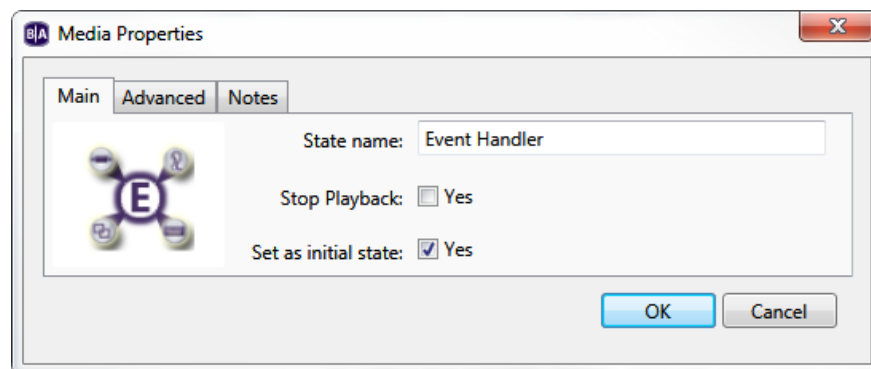 B|A Media Properties X
Main Advanced Notes
State name: Event Handler
E
Stop Playback: Yes
Set as initial state: Yes
OK Cancel